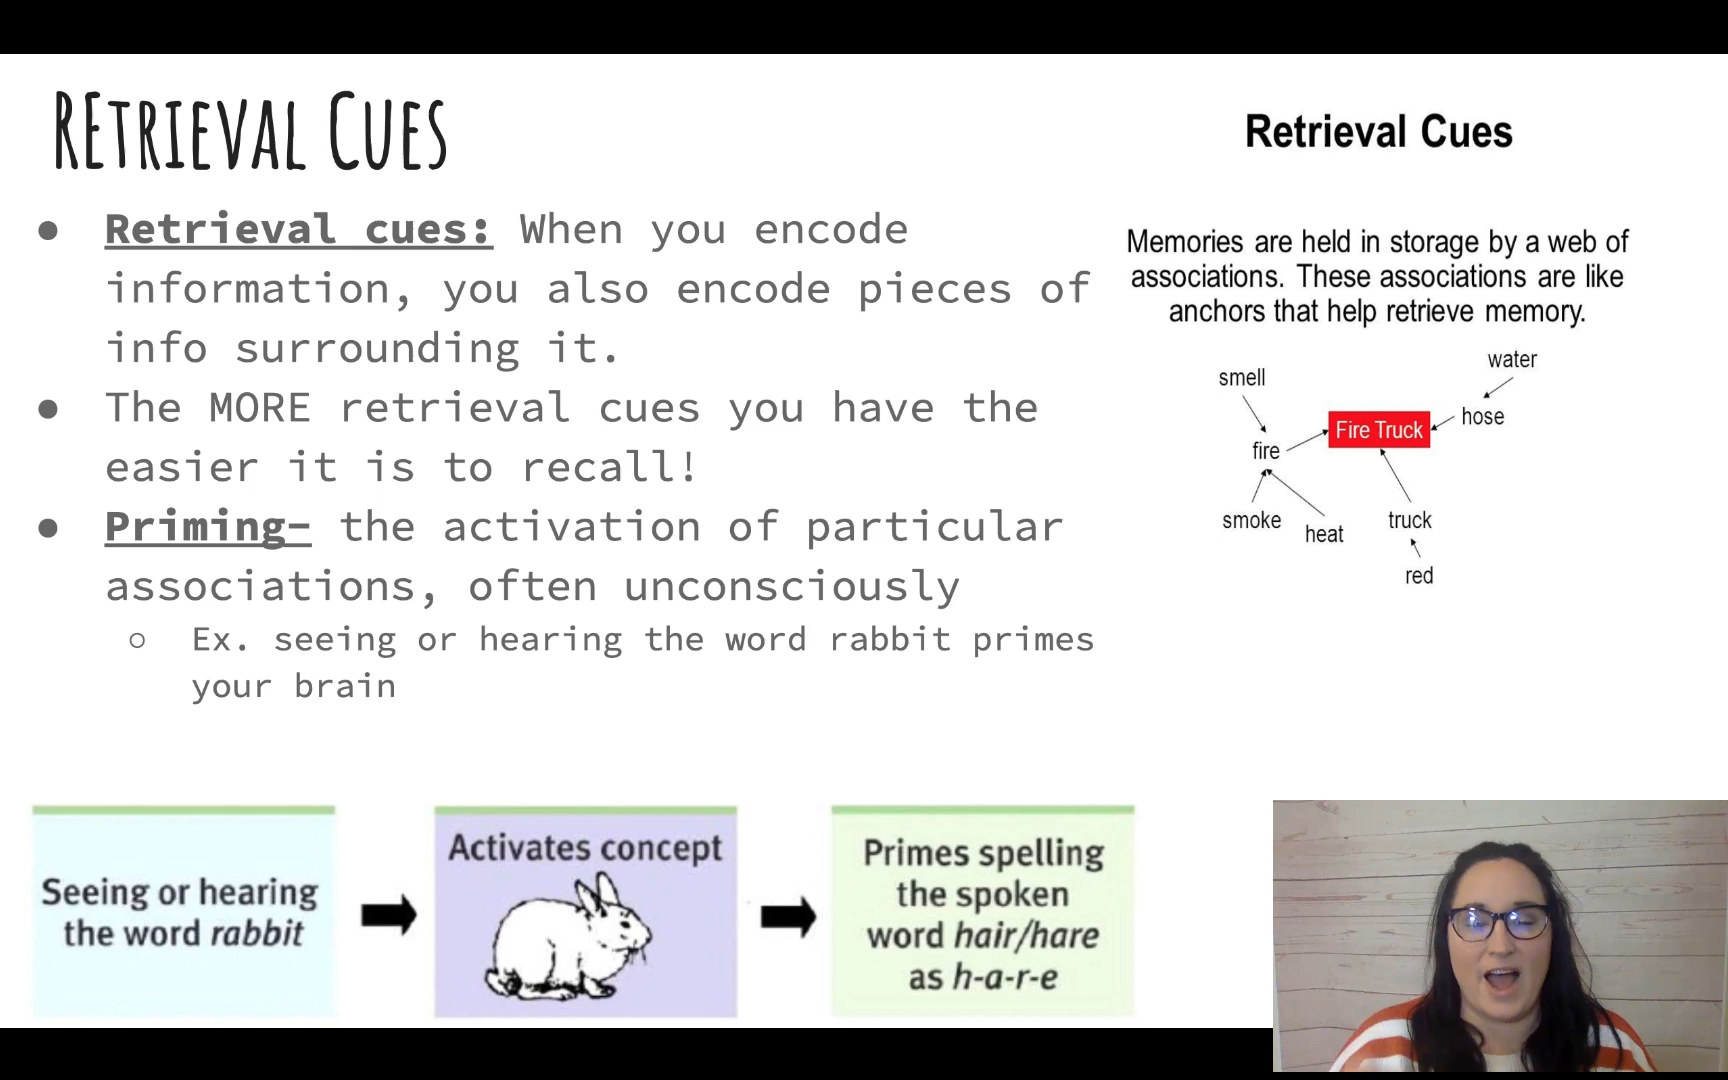 REtrieval Cues
● Retrieval cues: When you encode
information, you also encode pieces of
info surrounding it.
● The MORE retrieval cues you have the
easier it is to recall!
● Priming- the activation of particular
associations, often unconsciously
○ Ex. seeing or hearing the word rabbit primes
your brain
Retrieval Cues
Memories are held in storage by a web of
associations. These associations are like
anchors that help retrieve memory.
water
smell
hose
Fire Truck
fire
smoke
heat
truck
red
Seeing or hearing
the word rabbit
Activates concept
Primes spelling
the spoken
word hair/hare
as h-a-r-e